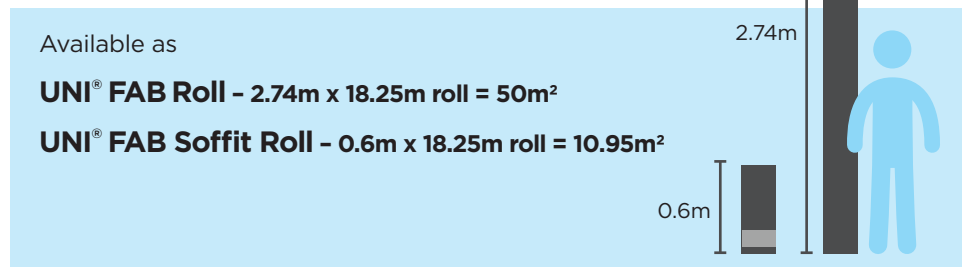 Available as
UNI® FAB Roll – 2.74m x 18.25m roll = 50m²
UNI® FAB Soffit Roll – 0.6m x 18.25m roll = 10.95m²
2.74m
0.6m